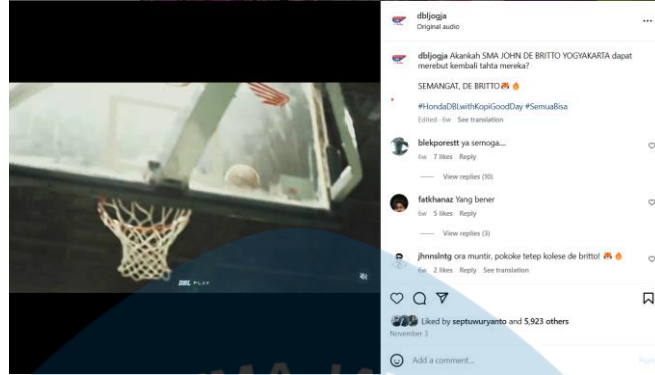 dbljogja
Original audio
dbljogja Akankah SMA JOHN DE BRITTO YOGYAKARTA dapat
merebut kembali tahta mereka?
SEMANGAT, DE BRITTO🦊🔥
#HondaDBLwithKopiGoodDay #SemuaBisa
Edited · 6w See translation
blekporestt ya semoga...
6w 7 likes Reply
View replies (10)
fatkhanaz Yang bener
6w 5 likes Reply
View replies (3)
jhnnslntg ora muntir, pokoke tetep kolese de britto! 🦊🔥
6w 2 likes Reply See translation
DBL PLAY
Liked by septuwuryanto and 5,923 others
November 3
Add a comment...
Post